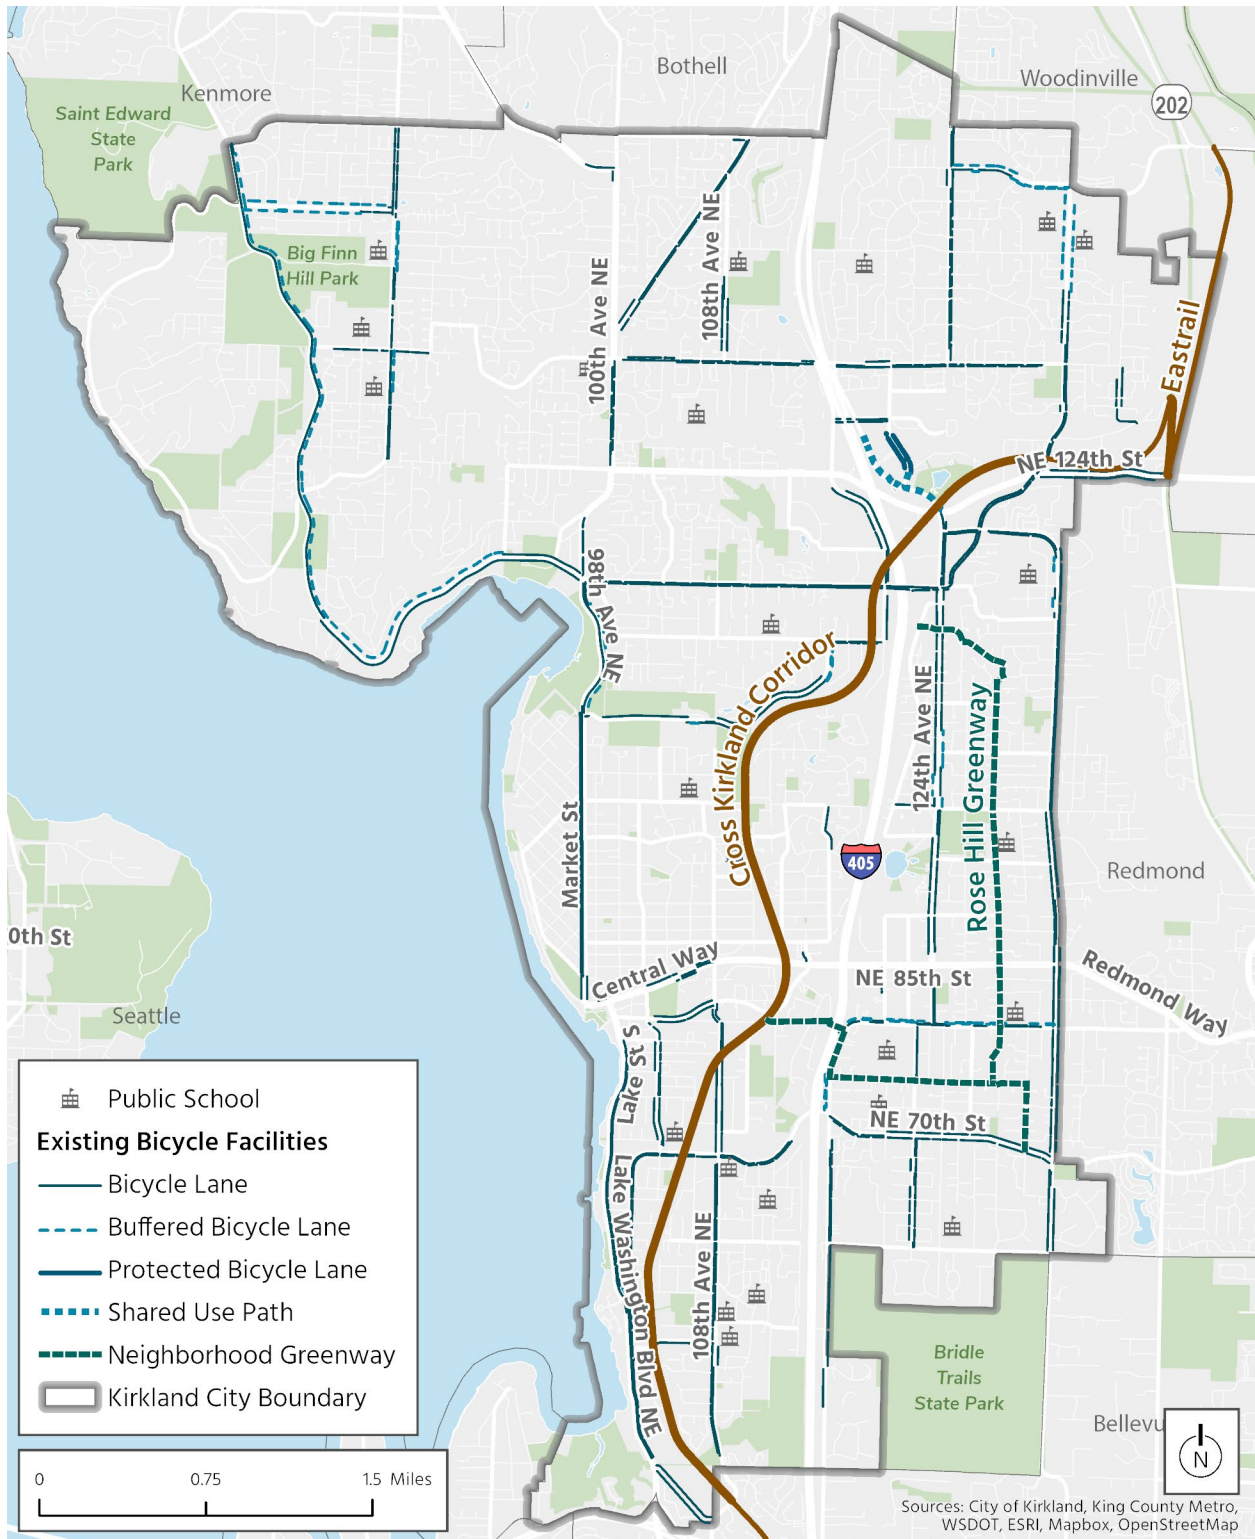 Bothell
Woodinville
Kenmore
202
Saint Edward
State
Park
108th Ave NE
Big Finn
Hill Park
100th Ave NE
Eastrail
NE 124th St
98th Ave NE
Cross Kirkland Corridor
124th Ave NE
Rose Hill Greenway
Market St
405
Redmond
0th St
Central Way
NE 85th St
Redmond Way
Seattle
Lake St S
NE 70th St
Lake Washington Blvd NE
108th Ave NE
Public School
Existing Bicycle Facilities
Bicycle Lane
Buffered Bicycle Lane
Protected Bicycle Lane
Shared Use Path
Neighborhood Greenway
Kirkland City Boundary
Bridle
Trails
State Park
Bellevu
N
0 0.75 1.5 Miles
Sources: City of Kirkland, King County Metro,
WSDOT, ESRI, Mapbox, OpenStreetMap